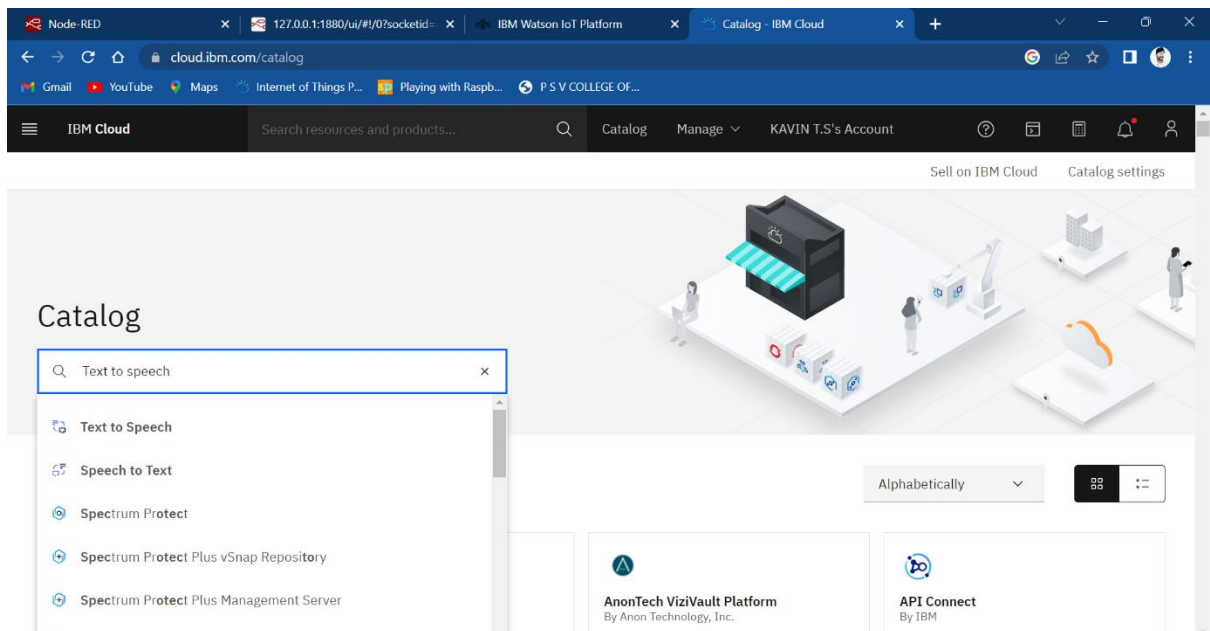 Node-RED
127.0.0.1:1880/ui/#!/0?socketid=
IBM Watson IoT Platform
Catalog - IBM Cloud
cloud.ibm.com/catalog
Gmail
YouTube
Maps
Internet of Things P...
Playing with Raspb...
P S V COLLEGE OF...
IBM Cloud
Search resources and products...
Catalog
Manage
KAVIN T.S's Account
Sell on IBM Cloud
Catalog settings
Catalog
Text to speech
Text to Speech
Speech to Text
Spectrum Protect
Spectrum Protect Plus vSnap Repository
Spectrum Protect Plus Management Server
Alphabetically
AnonTech ViziVault Platform
By Anon Technology, Inc.
API Connect
By IBM